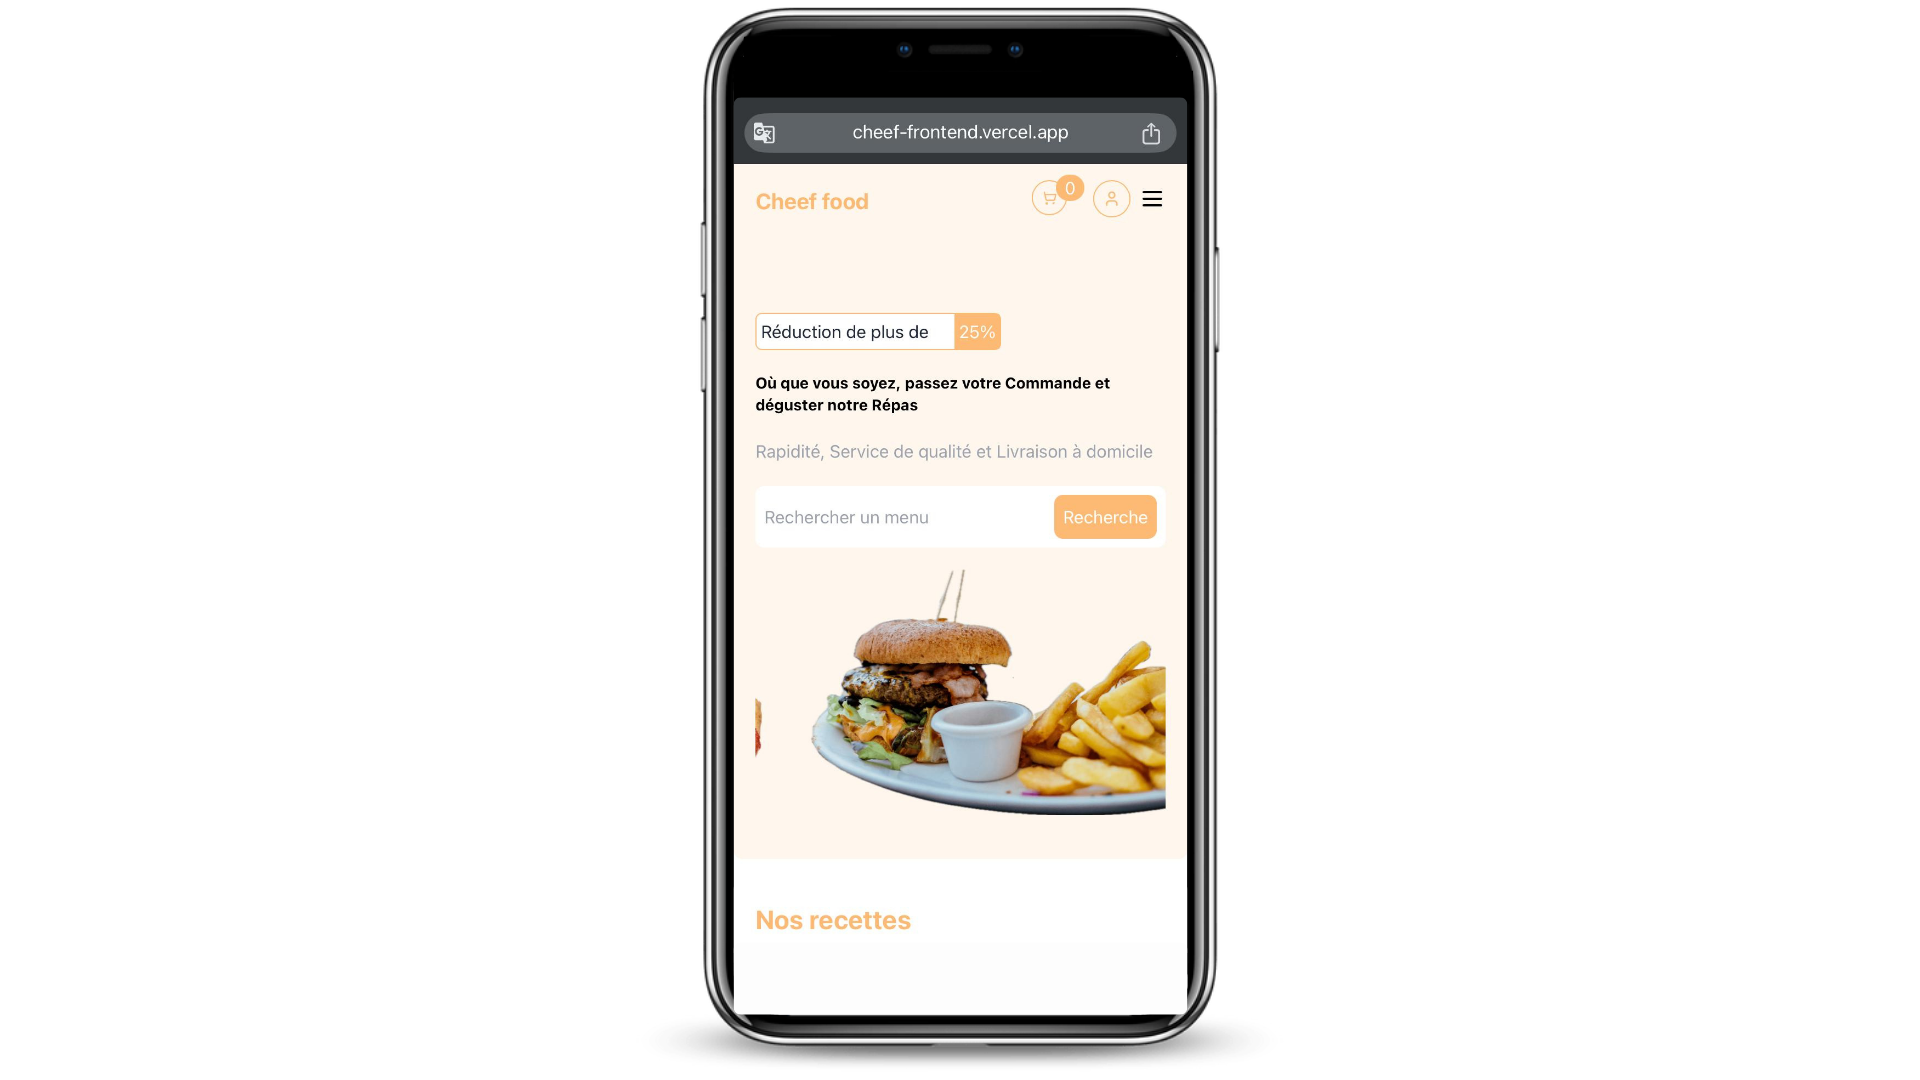 cheef-frontend.vercel.app
Cheef food
0
Réduction de plus de 25%
Où que vous soyez, passez votre Commande et
déguster notre Répas
Rapidité, Service de qualité et Livraison à domicile
Rechercher un menu Recherche
Nos recettes